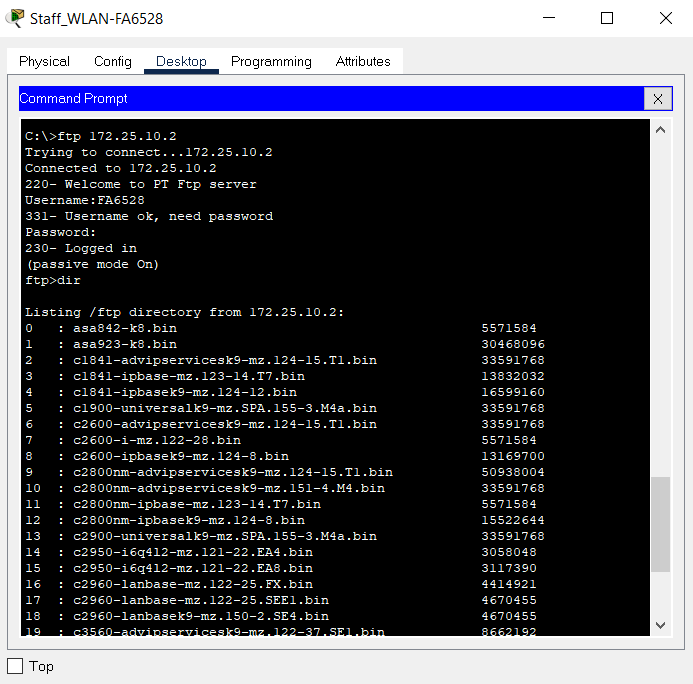 Staff_WLAN-FA6528
Physical Config Desktop Programming Attributes
Command Prompt X
C:\>ftp 172.25.10.2
Trying to connect...172.25.10.2
Connected to 172.25.10.2
220- Welcome to PT Ftp server
Username:FA6528
331- Username ok, need password
Password:
230- Logged in
(passive mode On)
ftp>dir
Listing /ftp directory from 172.25.10.2:
0 : asa842-k8.bin 5571584
1 : asa923-k8.bin 30468096
2 : c1841-advipservicesk9-mz.124-15.T1.bin 33591768
3 : c1841-ipbase-mz.123-14.T7.bin 13832032
4 : c1841-ipbasek9-mz.124-12.bin 16599160
5 : c1900-universalk9-mz.SPA.155-3.M4a.bin 33591768
6 : c2600-advipservicesk9-mz.124-15.T1.bin 33591768
7 : c2600-i-mz.122-28.bin 5571584
8 : c2600-ipbasek9-mz.124-8.bin 13169700
9 : c2800nm-advipservicesk9-mz.124-15.T1.bin 50938004
10 : c2800nm-advipservicesk9-mz.151-4.M4.bin 33591768
11 : c2800nm-ipbase-mz.123-14.T7.bin 5571584
12 : c2800nm-ipbasek9-mz.124-8.bin 15522644
13 : c2900-universalk9-mz.SPA.155-3.M4a.bin 33591768
14 : c2950-i6q4l2-mz.121-22.EA4.bin 3058048
15 : c2950-i6q4l2-mz.121-22.EA8.bin 3117390
16 : c2960-lanbase-mz.122-25.FX.bin 4414921
17 : c2960-lanbase-mz.122-25.SEE1.bin 4670455
18 : c2960-lanbasek9-mz.150-2.SE4.bin 4670455
19 : c3560-advipservicesk9-mz.122-37.SE1.bin 8662192
Top